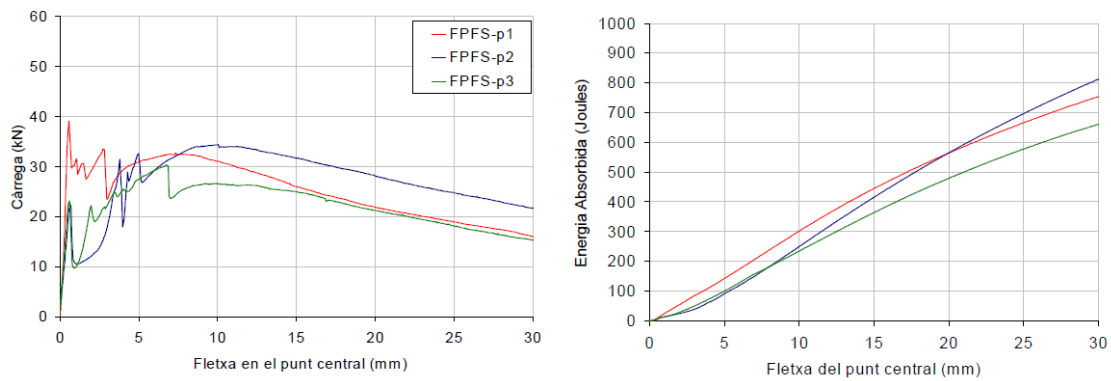 60
50
40
30
20
10
0
Càrrega (kN)
FPFS-p1
FPFS-p2
FPFS-p3
0 5 10 15 20 25 30
Fletxa en el punt central (mm)
1000
900
800
700
600
500
400
300
200
100
0
Energia Absorbida (Joules)
0 5 10 15 20 25 30
Fletxa del punt central (mm)